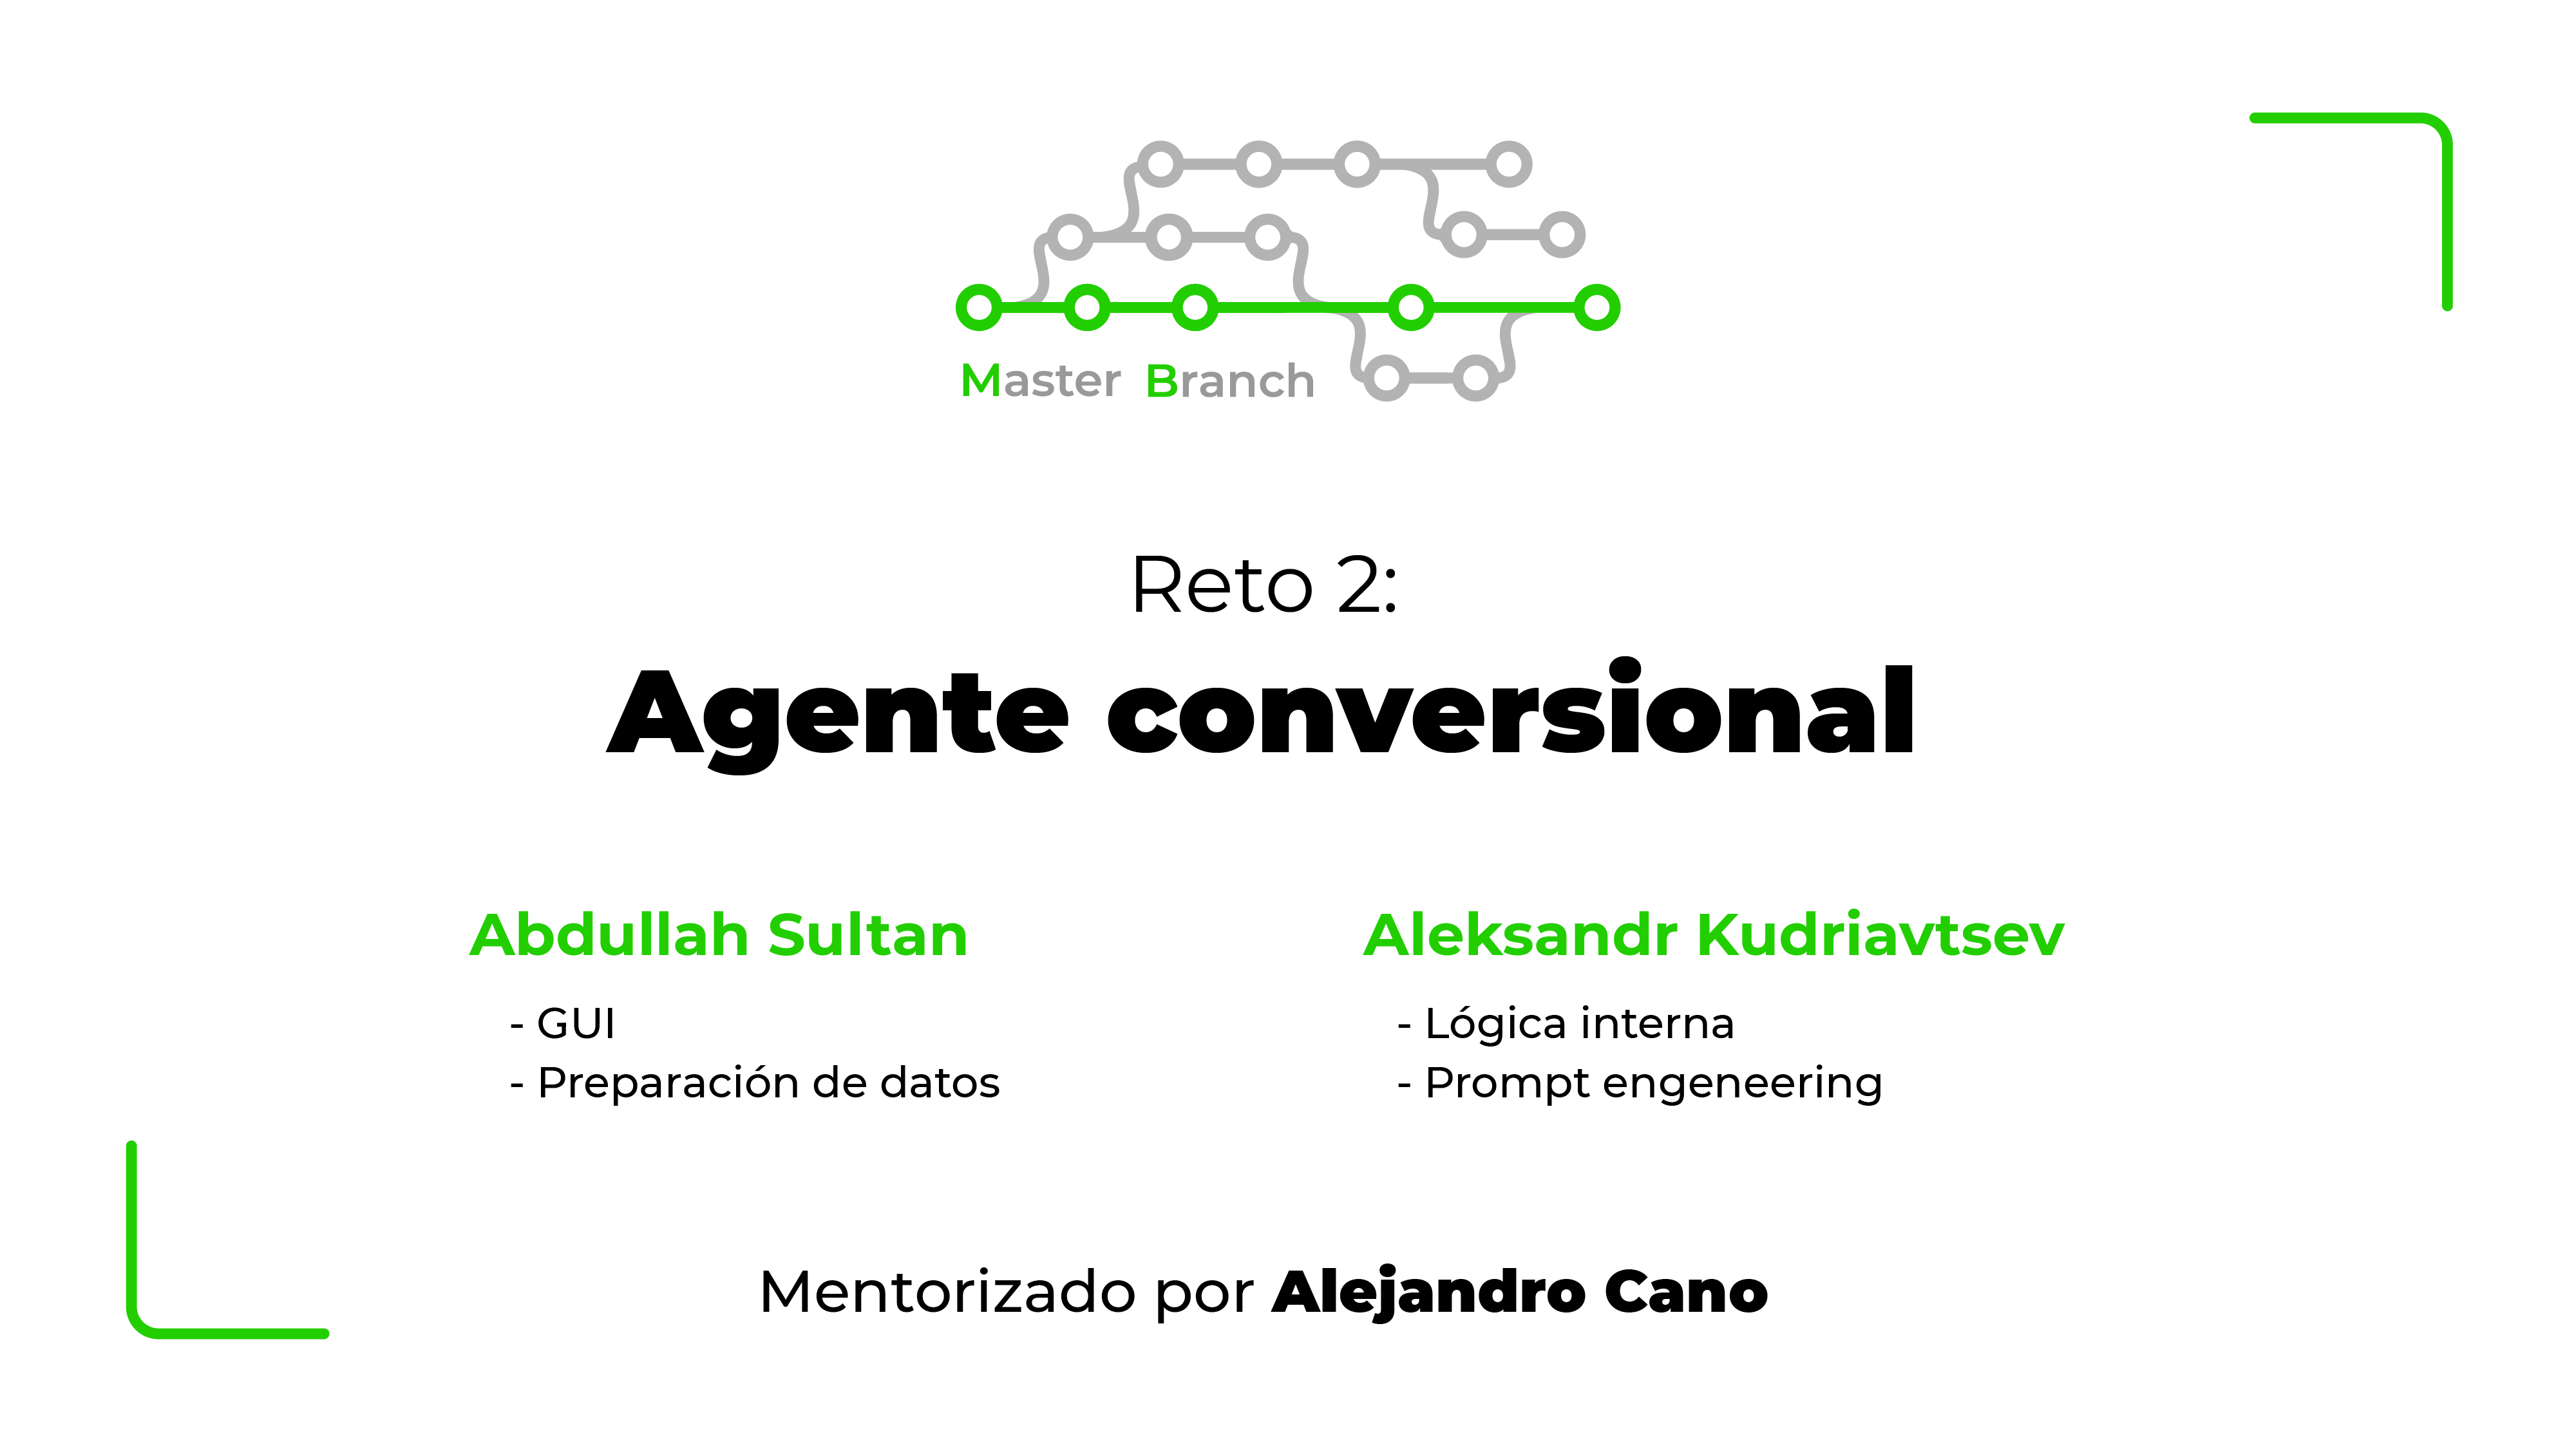 Master Branch
Reto 2:
Agente conversional
Abdullah Sultan
- GUI
- Preparación de datos
Aleksandr Kudriavtsev
- Lógica interna
- Prompt engeneering
Mentorizado por Alejandro Cano